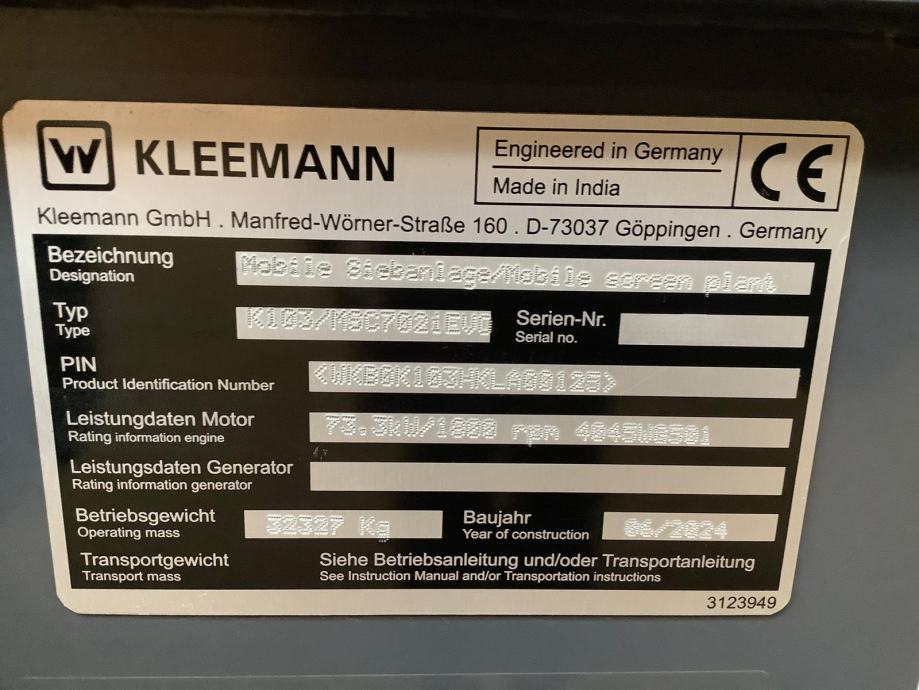 W KLEEMANN
Engineered in Germany
Made in India
CE
Kleemann GmbH . Manfred-Wörner-Straße 160 . D-73037 Göppingen . Germany
Bezeichnung
Designation
Mobile Siebanlage/Mobile screen plant
Typ
Type
K103/MSC702iEVO
Serien-Nr.
Serial no.
PIN
Product Identification Number
<WKB0K103HKLA00125>
Leistungdaten Motor
Rating information engine
73.3kW/1800 rpm 4045WG501
Leistungsdaten Generator
Rating information generator
Betriebsgewicht
Operating mass
32327 Kg
Baujahr
Year of construction
06/2024
Transportgewicht
Transport mass
Siehe Betriebsanleitung und/oder Transportanleitung
See Instruction Manual and/or Transportation instructions
3123949